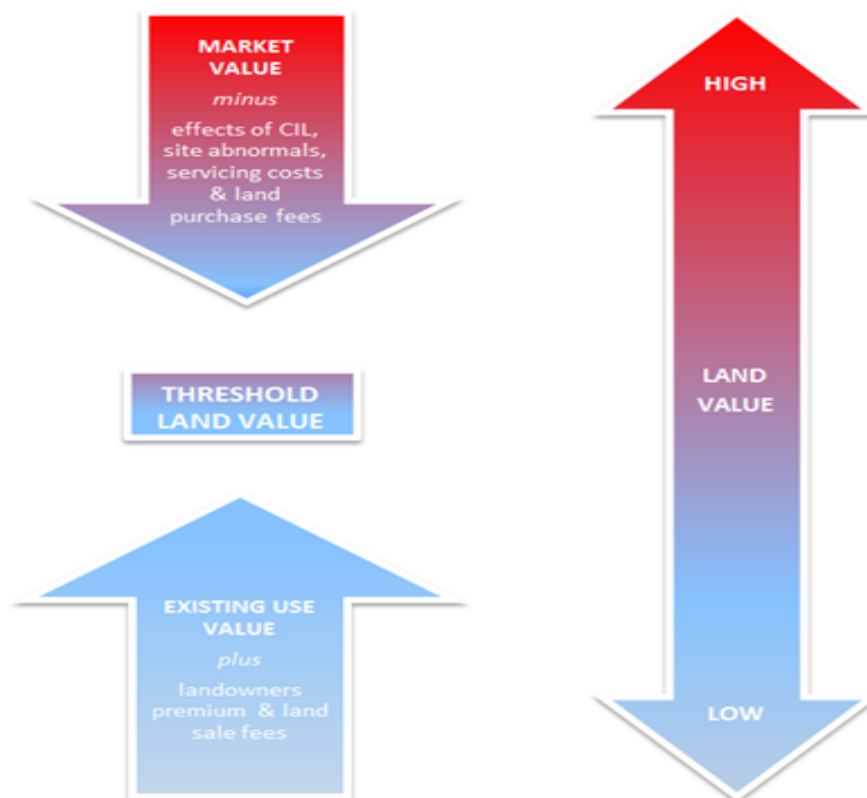 MARKET
VALUE
minus
effects of CIL,
site abnormals,
servicing costs
& land
purchase fees
THRESHOLD
LAND VALUE
EXISTING USE
VALUE
plus
landowners
premium & land
sale fees
HIGH
LAND
VALUE
LOW